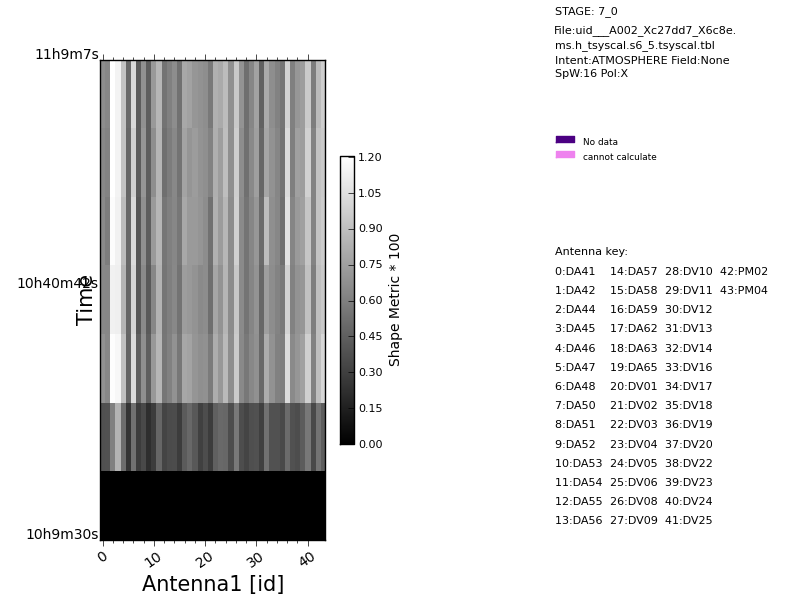 STAGE: 7_0
File:uid___A002_Xc27dd7_X6c8e.
ms.h_tsyscal.s6_5.tsyscal.tbl
Intent:ATMOSPHERE Field:None
SpW:16 Pol:X
11h9m7s
10h9m30s
Time
0 10 20 30 40
Antenna1 [id]
1.20
1.05
0.90
0.75
0.60
0.45
0.30
0.15
0.00
Shape Metric * 100
No data
cannot calculate
Antenna key:
0:DA41 14:DA57 28:DV10 42:PM02
1:DA42 15:DA58 29:DV11 43:PM04
2:DA44 16:DA59 30:DV12
3:DA45 17:DA62 31:DV13
4:DA46 18:DA63 32:DV14
5:DA47 19:DA65 33:DV16
6:DA48 20:DV01 34:DV17
7:DA50 21:DV02 35:DV18
8:DA51 22:DV03 36:DV19
9:DA52 23:DV04 37:DV20
10:DA53 24:DV05 38:DV22
11:DA54 25:DV06 39:DV23
12:DA55 26:DV08 40:DV24
13:DA56 27:DV09 41:DV25